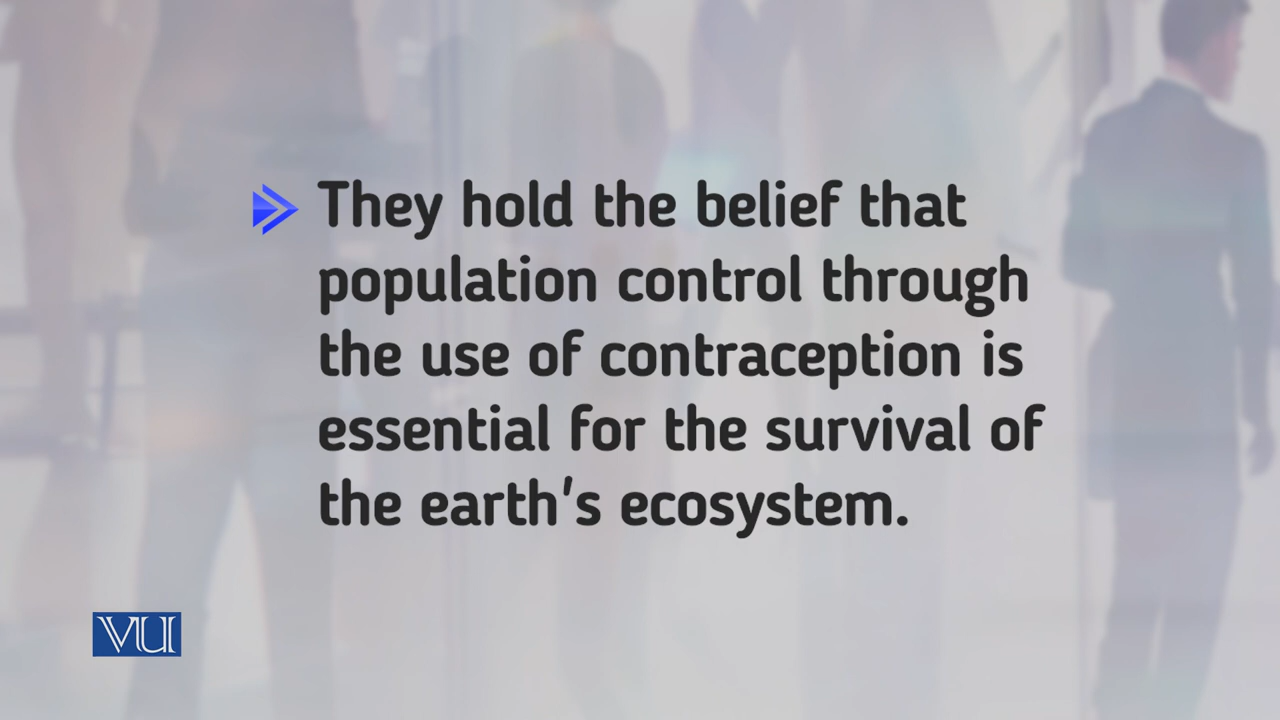 They hold the belief that
population control through
the use of contraception is
essential for the survival of
the earth's ecosystem.
VU